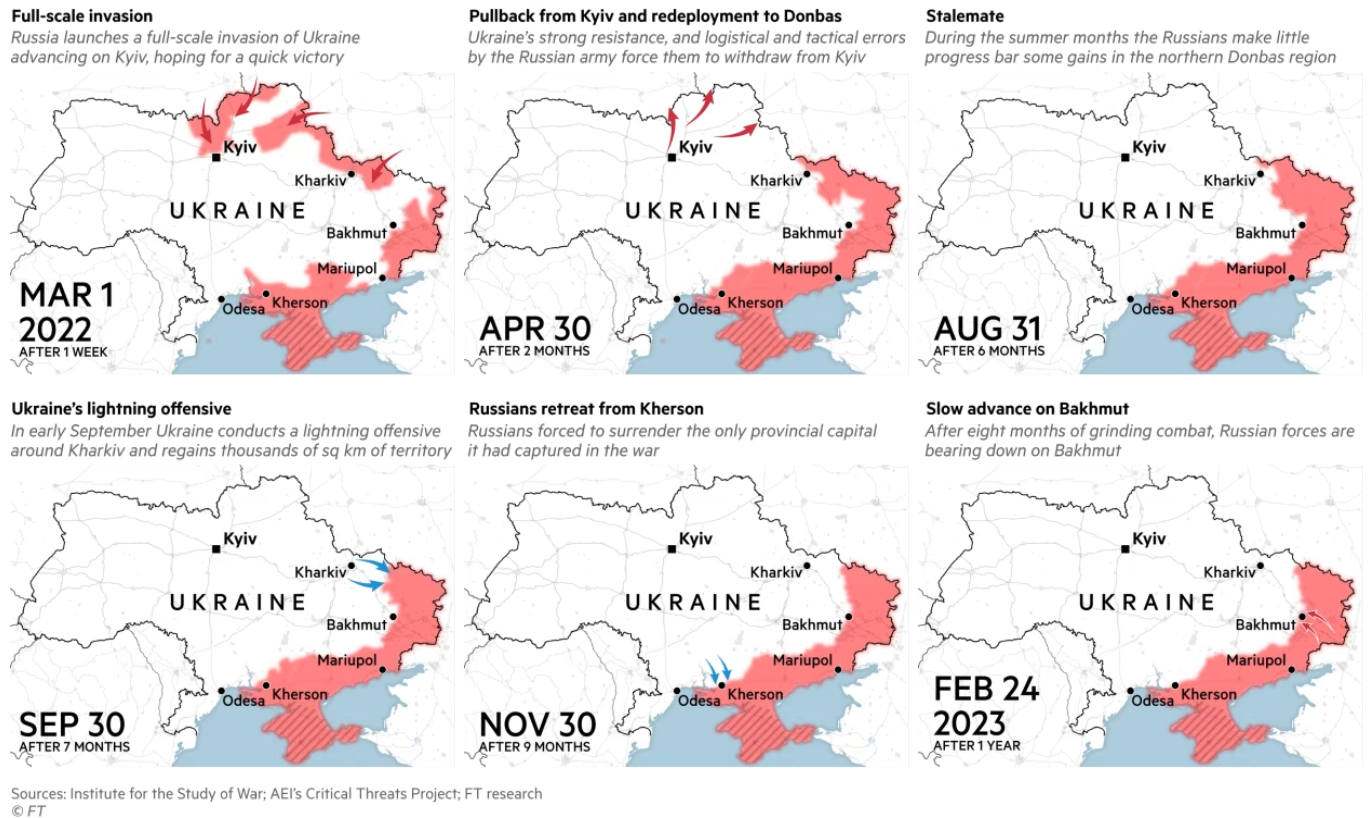 Full-scale invasion
Russia launches a full-scale invasion of Ukraine
advancing on Kyiv, hoping for a quick victory
Kyiv
Kharkiv
UKRAINE
Bakhmut
Mariupol
Odesa
Kherson
MAR 1
2022
AFTER 1 WEEK
Pullback from Kyiv and redeployment to Donbas
Ukraine's strong resistance, and logistical and tactical errors
by the Russian army force them to withdraw from Kyiv
Kyiv
Kharkiv
UKRAINE
Bakhmut
Mariupol
Odesa
Kherson
APR 30
AFTER 2 MONTHS
Stalemate
During the summer months the Russians make little
progress bar some gains in the northern Donbas region
Kyiv
Kharkiv
UKRAINE
Bakhmut
Mariupol
Odesa
Kherson
AUG 31
AFTER 6 MONTHS
Ukraine's lightning offensive
In early September Ukraine conducts a lightning offensive
around Kharkiv and regains thousands of sq km of territory
Kyiv
Kharkiv
UKRAINE
Bakhmut
Mariupol
Odesa
Kherson
SEP 30
AFTER 7 MONTHS
Russians retreat from Kherson
Russians forced to surrender the only provincial capital
it had captured in the war
Kyiv
Kharkiv
UKRAINE
Bakhmut
Mariupol
Odesa
Kherson
NOV 30
AFTER 9 MONTHS
Slow advance on Bakhmut
After eight months of grinding combat, Russian forces are
bearing down on Bakhmut
Kyiv
Kharkiv
UKRAINE
Bakhmut
Mariupol
Odesa
Kherson
FEB 24
2023
AFTER 1 YEAR
Sources: Institute for the Study of War; AEI's Critical Threats Project; FT research
© FT